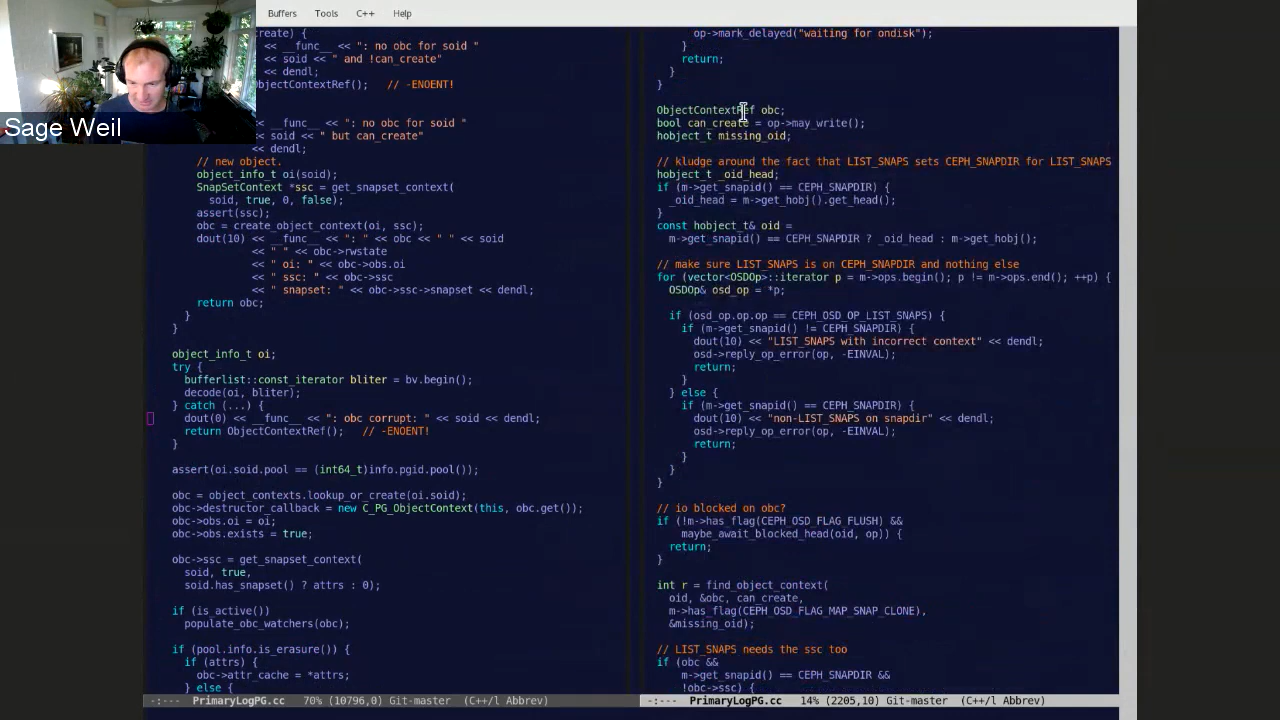 Buffers Tools C++ Help
Sage Weil
create) {
<< __func__ << ": no obc for soid "
<< soid << " and !can_create"
<< dendl;
ObjectContextRef();   // -ENOENT!
__func__ << ": no obc for soid "
soid << " but can_create"
<< dendl;
// new object.
object_info_t oi(soid);
SnapSetContext *ssc = get_snapset_context(
soid, true, 0, false);
assert(ssc);
obc = create_object_context(oi, ssc);
dout(10) << __func__ << ": " << obc << " " << soid
<< " " << obc->rwstate
<< " oi: " << obc->obs.oi
<< " ssc: " << obc->ssc
<< " snapset: " << obc->ssc->snapset << dendl;
return obc;
}
}
object_info_t oi;
try {
bufferlist::const_iterator bliter = bv.begin();
decode(oi, bliter);
} catch (...) {
dout(0) << __func__ << ": obc corrupt: " << soid << dendl;
return ObjectContextRef();   // -ENOENT!
}
assert(oi.soid.pool == (int64_t)info.pgid.pool());
obc = object_contexts.lookup_or_create(oi.soid);
obc->destructor_callback = new C_PG_ObjectContext(this, obc.get());
obc->obs.oi = oi;
obc->obs.exists = true;
obc->ssc = get_snapset_context(
soid, true,
soid.has_snapset() ? attrs : 0);
if (is_active())
populate_obc_watchers(obc);
if (pool.info.is_erasure()) {
if (attrs) {
obc->attr_cache = *attrs;
} else {
-:---  PrimaryLogPG.cc   70% (10796,0)  Git-master   (C++/l Abbrev)
op->mark_delayed("waiting for ondisk");
}
return;
}
}
ObjectContextRef obc;
bool can_create = op->may_write();
hobject_t missing_oid;
// kludge around the fact that LIST_SNAPS sets CEPH_SNAPDIR for LIST_SNAPS
hobject_t _oid_head;
if (m->get_snapid() == CEPH_SNAPDIR) {
_oid_head = m->get_hobj().get_head();
}
const hobject_t& oid =
m->get_snapid() == CEPH_SNAPDIR ? _oid_head : m->get_hobj();
// make sure LIST_SNAPS is on CEPH_SNAPDIR and nothing else
for (vector<OSDOp>::iterator p = m->ops.begin(); p != m->ops.end(); ++p) {
OSDOp& osd_op = *p;
if (osd_op.op.op == CEPH_OSD_OP_LIST_SNAPS) {
if (m->get_snapid() != CEPH_SNAPDIR) {
dout(10) << "LIST_SNAPS with incorrect context" << dendl;
osd->reply_op_error(op, -EINVAL);
return;
}
} else {
if (m->get_snapid() == CEPH_SNAPDIR) {
dout(10) << "non-LIST_SNAPS on snapdir" << dendl;
osd->reply_op_error(op, -EINVAL);
return;
}
}
}
// io blocked on obc?
if (!m->has_flag(CEPH_OSD_FLAG_FLUSH) &&
maybe_await_blocked_head(oid, op)) {
return;
}
int r = find_object_context(
oid, &obc, can_create,
m->has_flag(CEPH_OSD_FLAG_MAP_SNAP_CLONE),
&missing_oid);
// LIST_SNAPS needs the ssc too
if (obc &&
m->get_snapid() == CEPH_SNAPDIR &&
!obc->ssc) {
-:---  PrimaryLogPG.cc   14% (2205,10) Git-master   (C++/l Abbrev)